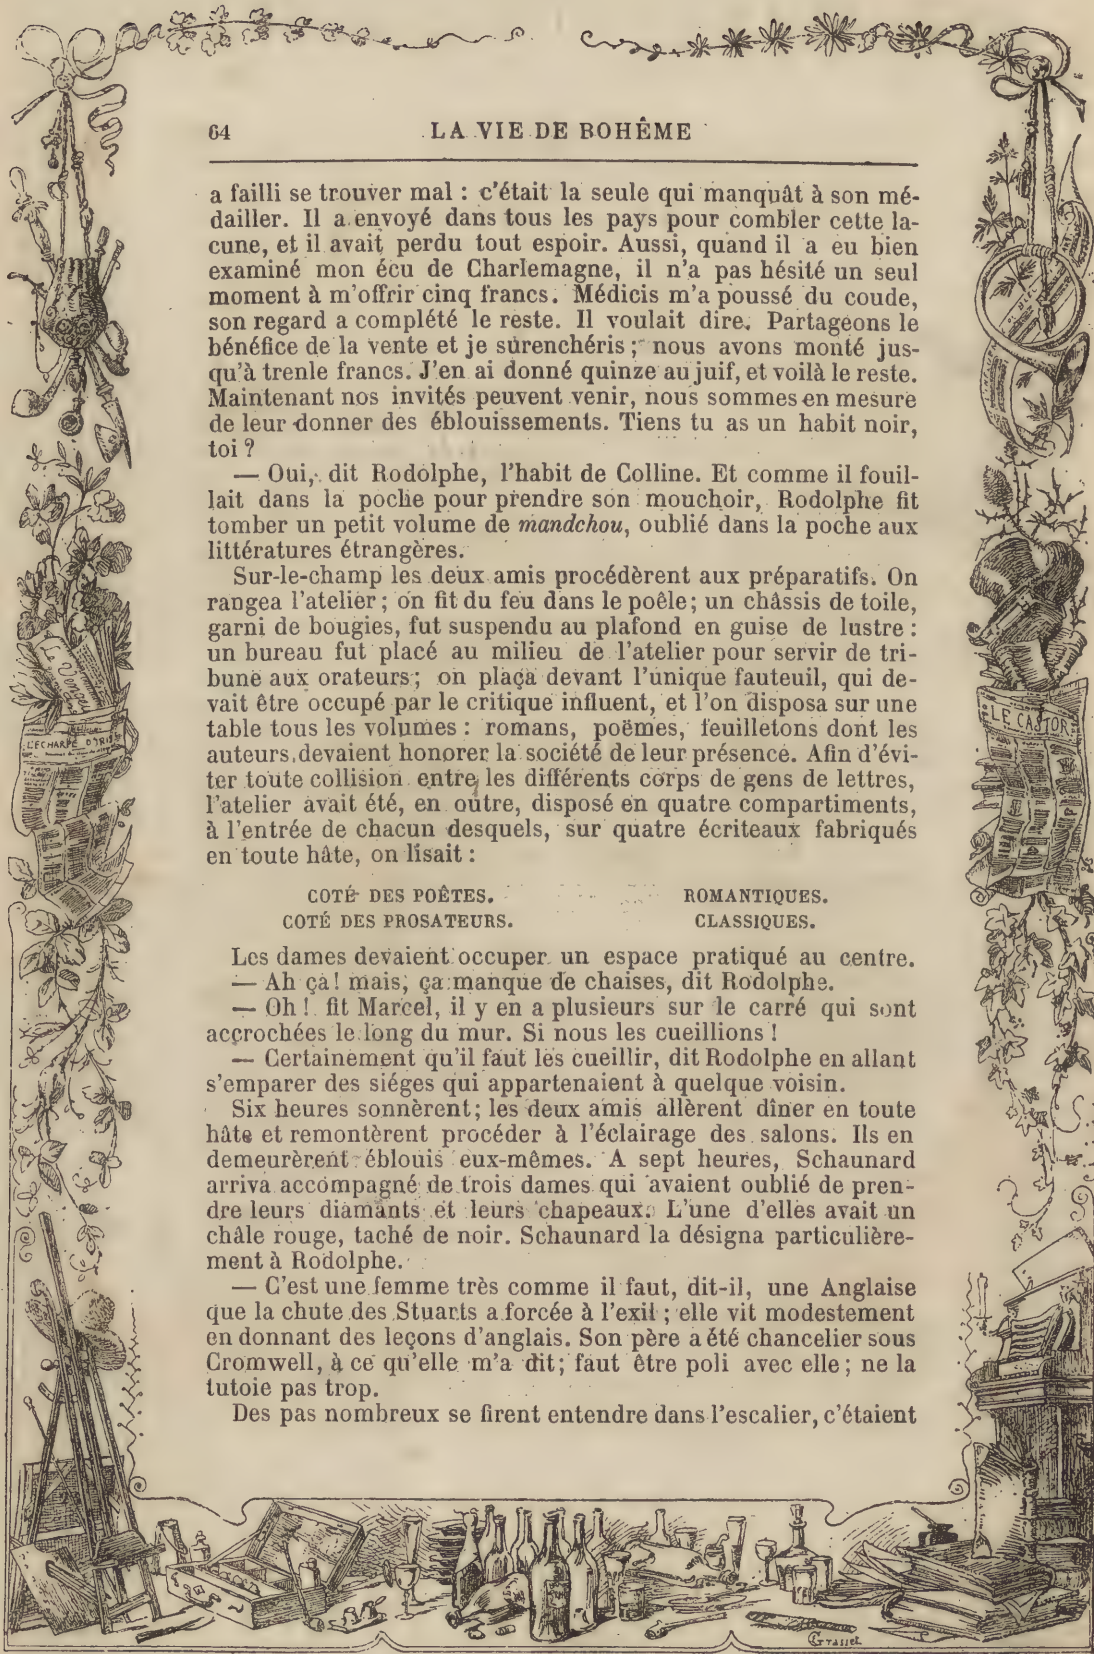 64 LA VIE DE BOHÊME
a failli se trouver mal : c'était la seule qui manquât à son mé-
dailler. Il a envoyé dans tous les pays pour combler cette la-
cune, et il avait perdu tout espoir. Aussi, quand il a eu bien
examiné mon écu de Charlemagne, il n'a pas hésité un seul
moment à m'offrir cinq francs. Médicis m'a poussé du coude,
son regard a complété le reste. Il voulait dire. Partageons le
bénéfice de la vente et je surenchéris ; nous avons monté jus-
qu'à trenle francs. J'en ai donné quinze au juif, et voilà le reste.
Maintenant nos invités peuvent venir, nous sommes en mesure
de leur donner des éblouissements. Tiens tu as un habit noir,
toi ?
— Oui, dit Rodolphe, l'habit de Colline. Et comme il fouil-
lait dans la poche pour prendre son mouchoir, Rodolphe fit
tomber un petit volume de mandchou, oublié dans la poche aux
littératures étrangères.
Sur-le-champ les deux amis procédèrent aux préparatifs. On
rangea l'atelier ; on fit du feu dans le poêle ; un châssis de toile,
garni de bougies, fut suspendu au plafond en guise de lustre :
un bureau fut placé au milieu de l'atelier pour servir de tri-
bune aux orateurs ; on plaça devant l'unique fauteuil, qui de-
vait être occupé par le critique influent, et l'on disposa sur une
table tous les volumes : romans, poëmes, feuilletons dont les
auteurs devaient honorer la société de leur présence. Afin d'évi-
ter toute collision entre les différents corps de gens de lettres,
l'atelier avait été, en outre, disposé en quatre compartiments,
à l'entrée de chacun desquels, sur quatre écriteaux fabriqués
en toute hâte, on lisait :
COTÉ DES POÊTES. ROMANTIQUES.
COTÉ DES PROSATEURS. CLASSIQUES.
Les dames devaient occuper un espace pratiqué au centre.
— Ah çà! mais, ça manque de chaises, dit Rodolphe.
— Oh ! fit Marcel, il y en a plusieurs sur le carré qui sont
accrochées le long du mur. Si nous les cueillions !
— Certainement qu'il faut les cueillir, dit Rodolphe en allant
s'emparer des siéges qui appartenaient à quelque voisin.
Six heures sonnèrent ; les deux amis allèrent dîner en toute
hâte et remontèrent procéder à l'éclairage des salons. Ils en
demeurèrent éblouis eux-mêmes. A sept heures, Schaunard
arriva accompagné de trois dames qui avaient oublié de pren-
dre leurs diamants et leurs chapeaux. L'une d'elles avait un
châle rouge, taché de noir. Schaunard la désigna particulière-
ment à Rodolphe.
— C'est une femme très comme il faut, dit-il, une Anglaise
que la chute des Stuarts a forcée à l'exil ; elle vit modestement
en donnant des leçons d'anglais. Son père a été chancelier sous
Cromwell, à ce qu'elle m'a dit ; faut être poli avec elle ; ne la
tutoie pas trop.
Des pas nombreux se firent entendre dans l'escalier, c'étaient
L'ECHARPE D'IRIS
LE CASTOR
Grasset